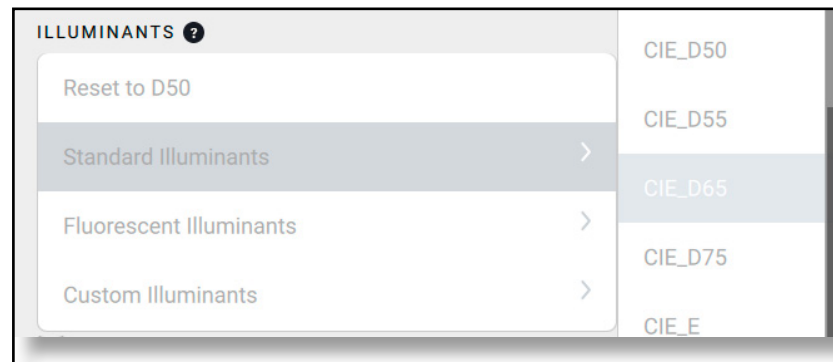 ILLUMINANTS ?
Reset to D50
Standard Illuminants
Fluorescent Illuminants
Custom Illuminants
CIE_D50
CIE_D55
CIE_D65
CIE_D75
CIE_E